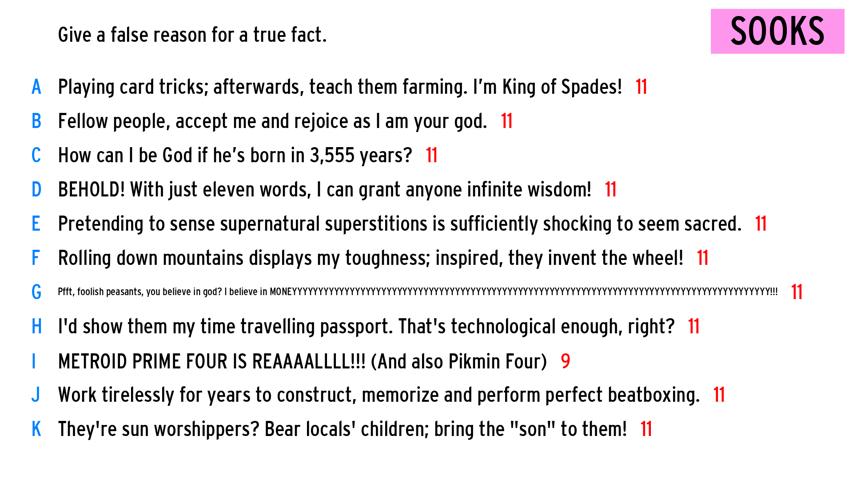 Give a false reason for a true fact.
SOOKS
A Playing card tricks; afterwards, teach them farming. I'm King of Spades! 11
B Fellow people, accept me and rejoice as I am your god. 11
C How can I be God if he's born in 3,555 years? 11
D BEHOLD! With just eleven words, I can grant anyone infinite wisdom! 11
E Pretending to sense supernatural superstitions is sufficiently shocking to seem sacred. 11
F Rolling down mountains displays my toughness; inspired, they invent the wheel! 11
G Pfft, foolish peasants, you believe in god? I believe in MONEYYYYYYYYYYYYYYYYYYYYYYYYYYYYYYYYYYYYYYYYYYYYYYYYYYYYYYYYYYYYYYYYYYYYYYYYYYYYYYYYYYYYYYYYYYYYYYY!!! 11
H I'd show them my time travelling passport. That's technological enough, right? 11
I METROID PRIME FOUR IS REAAAALLLL!!! (And also Pikmin Four) 9
J Work tirelessly for years to construct, memorize and perform perfect beatboxing. 11
K They're sun worshippers? Bear locals' children; bring the "son" to them! 11